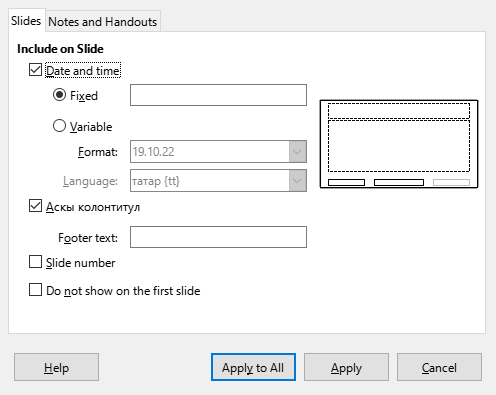 Slides Notes and Handouts
Include on Slide
Date and time
Fixed
Variable
Format: 19.10.22
Language: татар {tt}
Аскы колонтитул
Footer text:
Slide number
Do not show on the first slide
Help Apply to All Apply Cancel